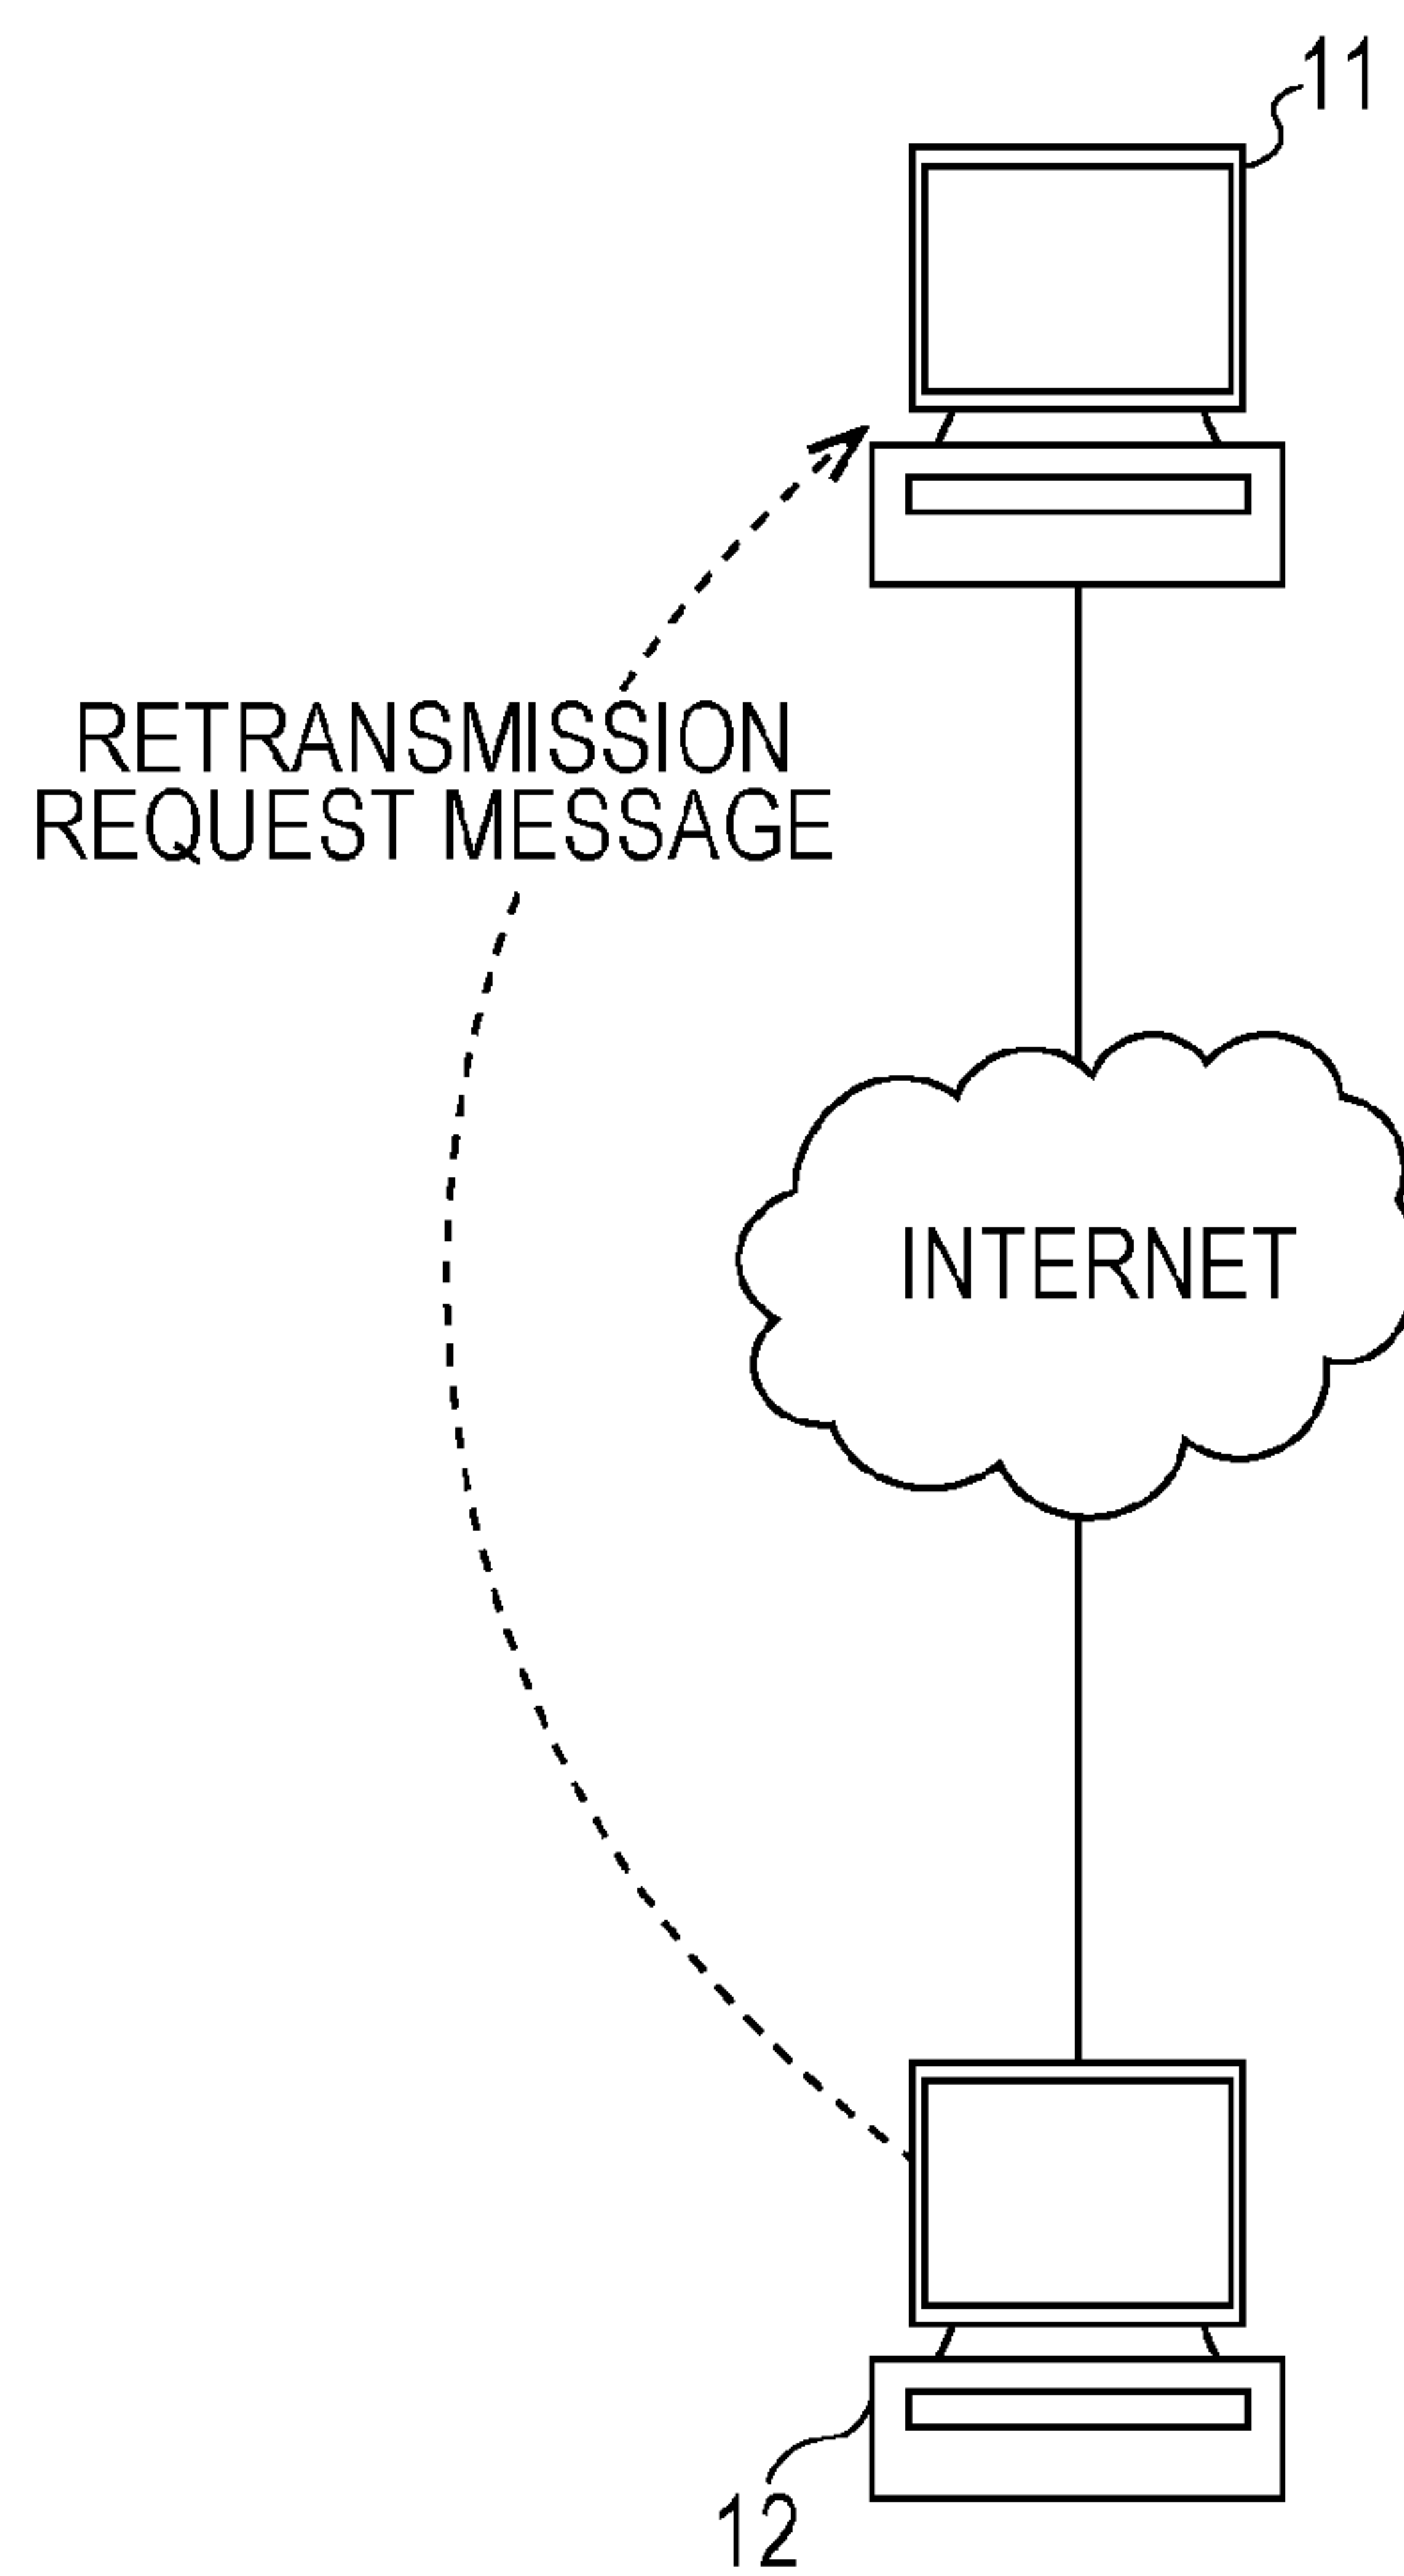 11
RETRANSMISSION
REQUEST MESSAGE
INTERNET
12